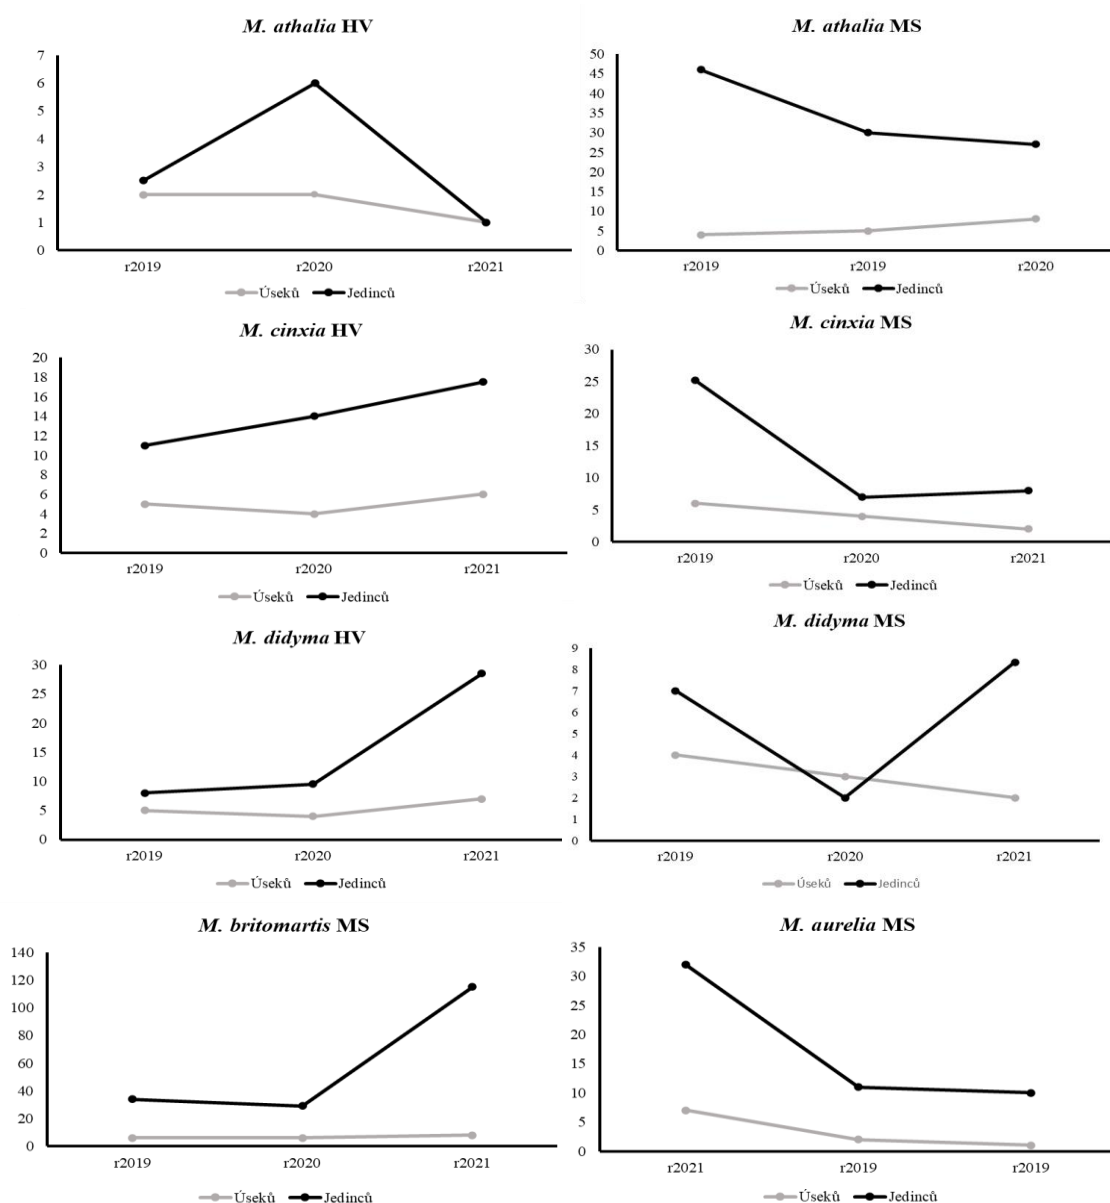 M. athalia HV
7
6
5
4
3
2
1
0
r2019 r2020 r2021
Úseků Jedinců
M. athalia MS
50
45
40
35
30
25
20
15
10
5
0
r2019 r2019 r2020
Úseků Jedinců
M. cinxia HV
20
18
16
14
12
10
8
6
4
2
0
r2019 r2020 r2021
Úseků Jedinců
M. cinxia MS
30
25
20
15
10
5
0
r2019 r2020 r2021
Úseků Jedinců
M. didyma HV
30
25
20
15
10
5
0
r2019 r2020 r2021
Úseků Jedinců
M. didyma MS
9
8
7
6
5
4
3
2
1
0
r2019 r2020 r2021
Úseků Jedinců
M. britomartis MS
140
120
100
80
60
40
20
0
r2019 r2020 r2021
Úseků Jedinců
M. aurelia MS
35
30
25
20
15
10
5
0
r2021 r2019 r2019
Úseků Jedinců